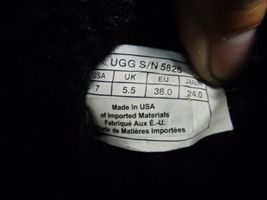 UGG S/N 5825
USA UK EU JAPAN
7 5.5 38.0 24.0
Made in USA
of Imported Materials
Fabriqué Aux É.-U.
de Matières Importées